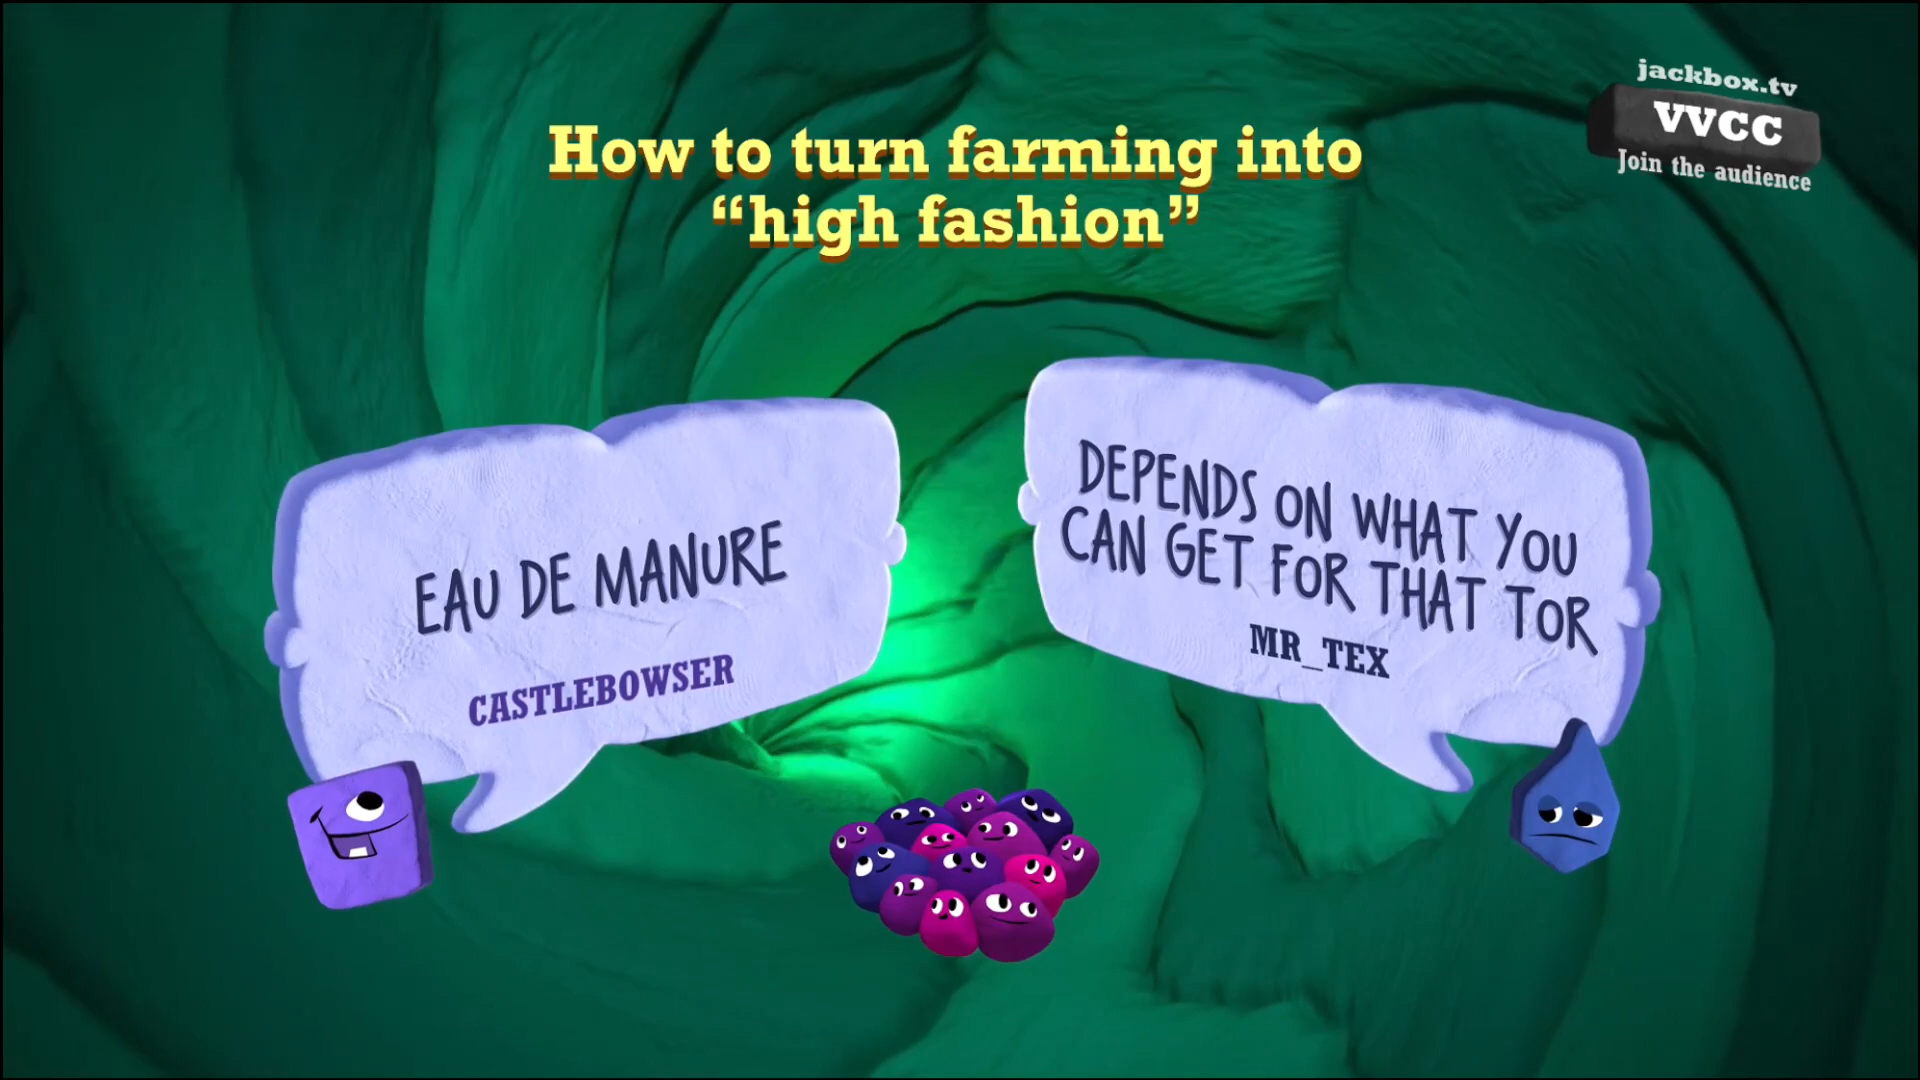 jackbox.tv
VVCC
Join the audience
How to turn farming into
“high fashion”
EAU DE MANURE
CASTLEBOWSER
DEPENDS ON WHAT YOU
CAN GET FOR THAT TOR
MR_TEX